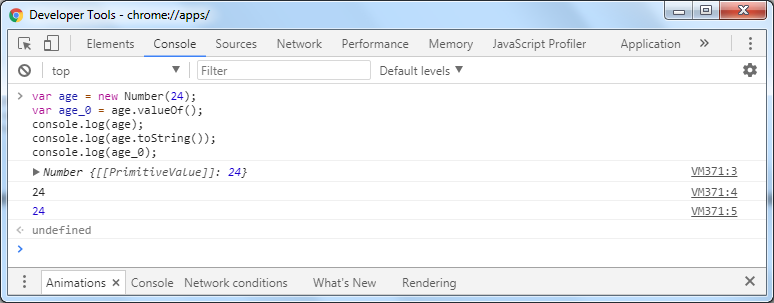 Developer Tools - chrome://apps/
Elements Console Sources Network Performance Memory JavaScript Profiler Application »
top ▼ Filter Default levels ▼
> var age = new Number(24);
var age_0 = age.valueOf();
console.log(age);
console.log(age.toString());
console.log(age_0);
▶ Number {[[PrimitiveValue]]: 24} VM371:3
24 VM371:4
24 VM371:5
undefined
>
Animations × Console Network conditions What's New Rendering ×